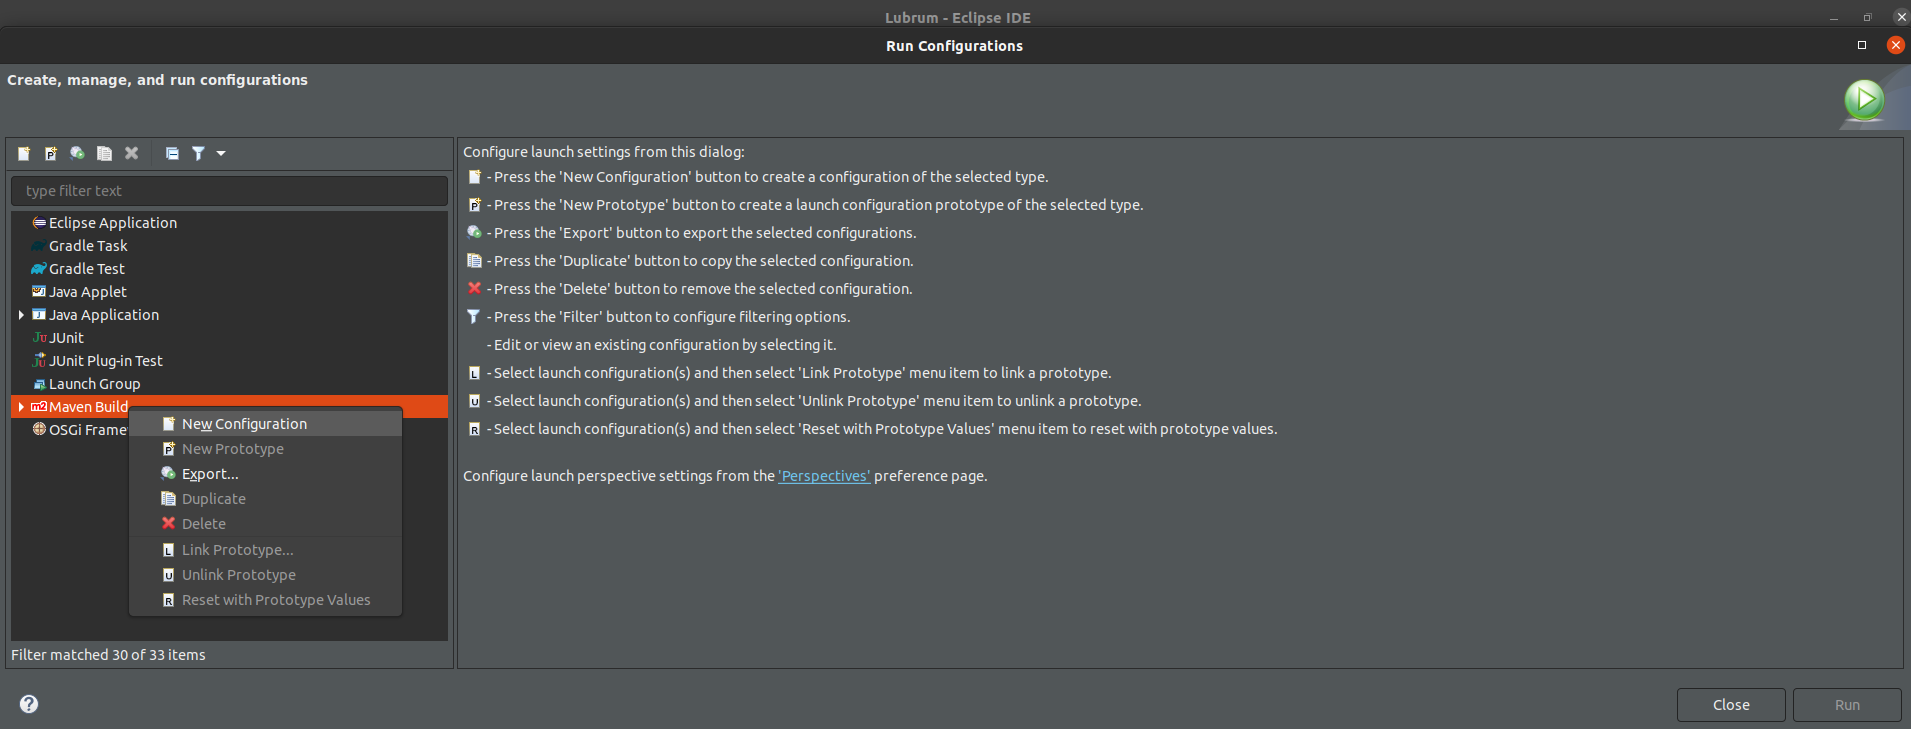 Lubrum - Eclipse IDE
Run Configurations
Create, manage, and run configurations
type filter text
Eclipse Application
Gradle Task
Gradle Test
Java Applet
Java Application
JUnit
JUnit Plug-in Test
Launch Group
Maven Build
OSGi Frame
New Configuration
New Prototype
Export...
Duplicate
Delete
Link Prototype...
Unlink Prototype
Reset with Prototype Values
Filter matched 30 of 33 items
Configure launch settings from this dialog:
- Press the 'New Configuration' button to create a configuration of the selected type.
- Press the 'New Prototype' button to create a launch configuration prototype of the selected type.
- Press the 'Export' button to export the selected configurations.
- Press the 'Duplicate' button to copy the selected configuration.
- Press the 'Delete' button to remove the selected configuration.
- Press the 'Filter' button to configure filtering options.
- Edit or view an existing configuration by selecting it.
- Select launch configuration(s) and then select 'Link Prototype' menu item to link a prototype.
- Select launch configuration(s) and then select 'Unlink Prototype' menu item to unlink a prototype.
- Select launch configuration(s) and then select 'Reset with Prototype Values' menu item to reset with prototype values.
Configure launch perspective settings from the 'Perspectives' preference page.
Close
Run